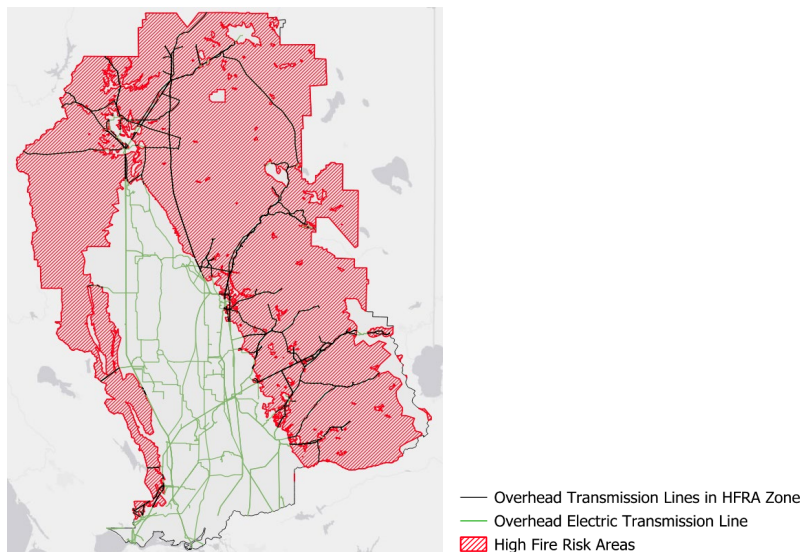 Overhead Transmission Lines in HFRA Zone
Overhead Electric Transmission Line
High Fire Risk Areas